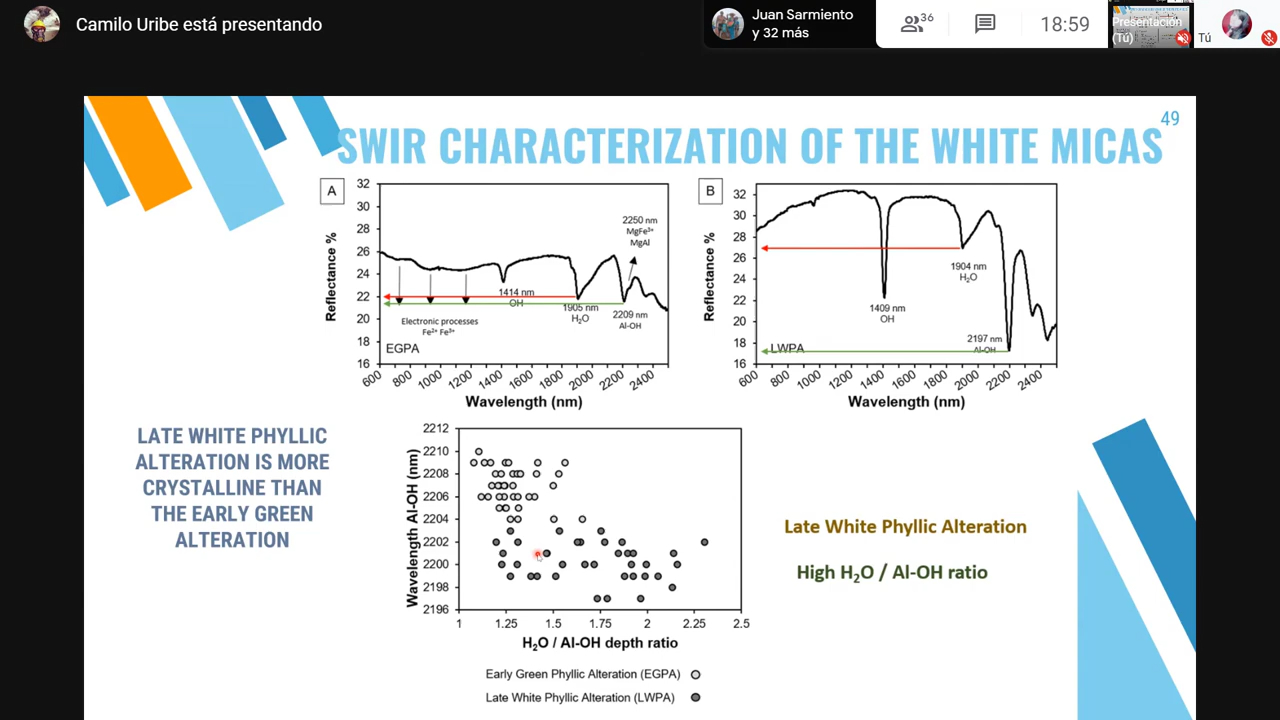 Camilo Uribe está presentando
Juan Sarmiento
y 32 más
36
18:59
Presentación
(Tú)
Tú
49
SWIR CHARACTERIZATION OF THE WHITE MICAS
A
32
30
28
26
24
22
20
18
16
Reflectance %
2250 nm
MgFe³⁺
MgAl
1414 nm
OH
1905 nm
H₂O
2209 nm
Al-OH
Electronic processes
Fe²⁺ Fe³⁺
EGPA
600 800 1000 1200 1400 1600 1800 2000 2200 2400
Wavelength (nm)
B
32
30
28
26
24
22
20
18
16
Reflectance %
1904 nm
H₂O
1409 nm
OH
2197 nm
Al-OH
LWPA
600 800 1000 1200 1400 1600 1800 2000 2200 2400
Wavelength (nm)
LATE WHITE PHYLLIC
ALTERATION IS MORE
CRYSTALLINE THAN
THE EARLY GREEN
ALTERATION
2212
2210
2208
2206
2204
2202
2200
2198
2196
Wavelength Al-OH (nm)
1 1.25 1.5 1.75 2 2.25 2.5
H₂O / Al-OH depth ratio
Early Green Phyllic Alteration (EGPA)
Late White Phyllic Alteration (LWPA)
Late White Phyllic Alteration
High H₂O / Al-OH ratio